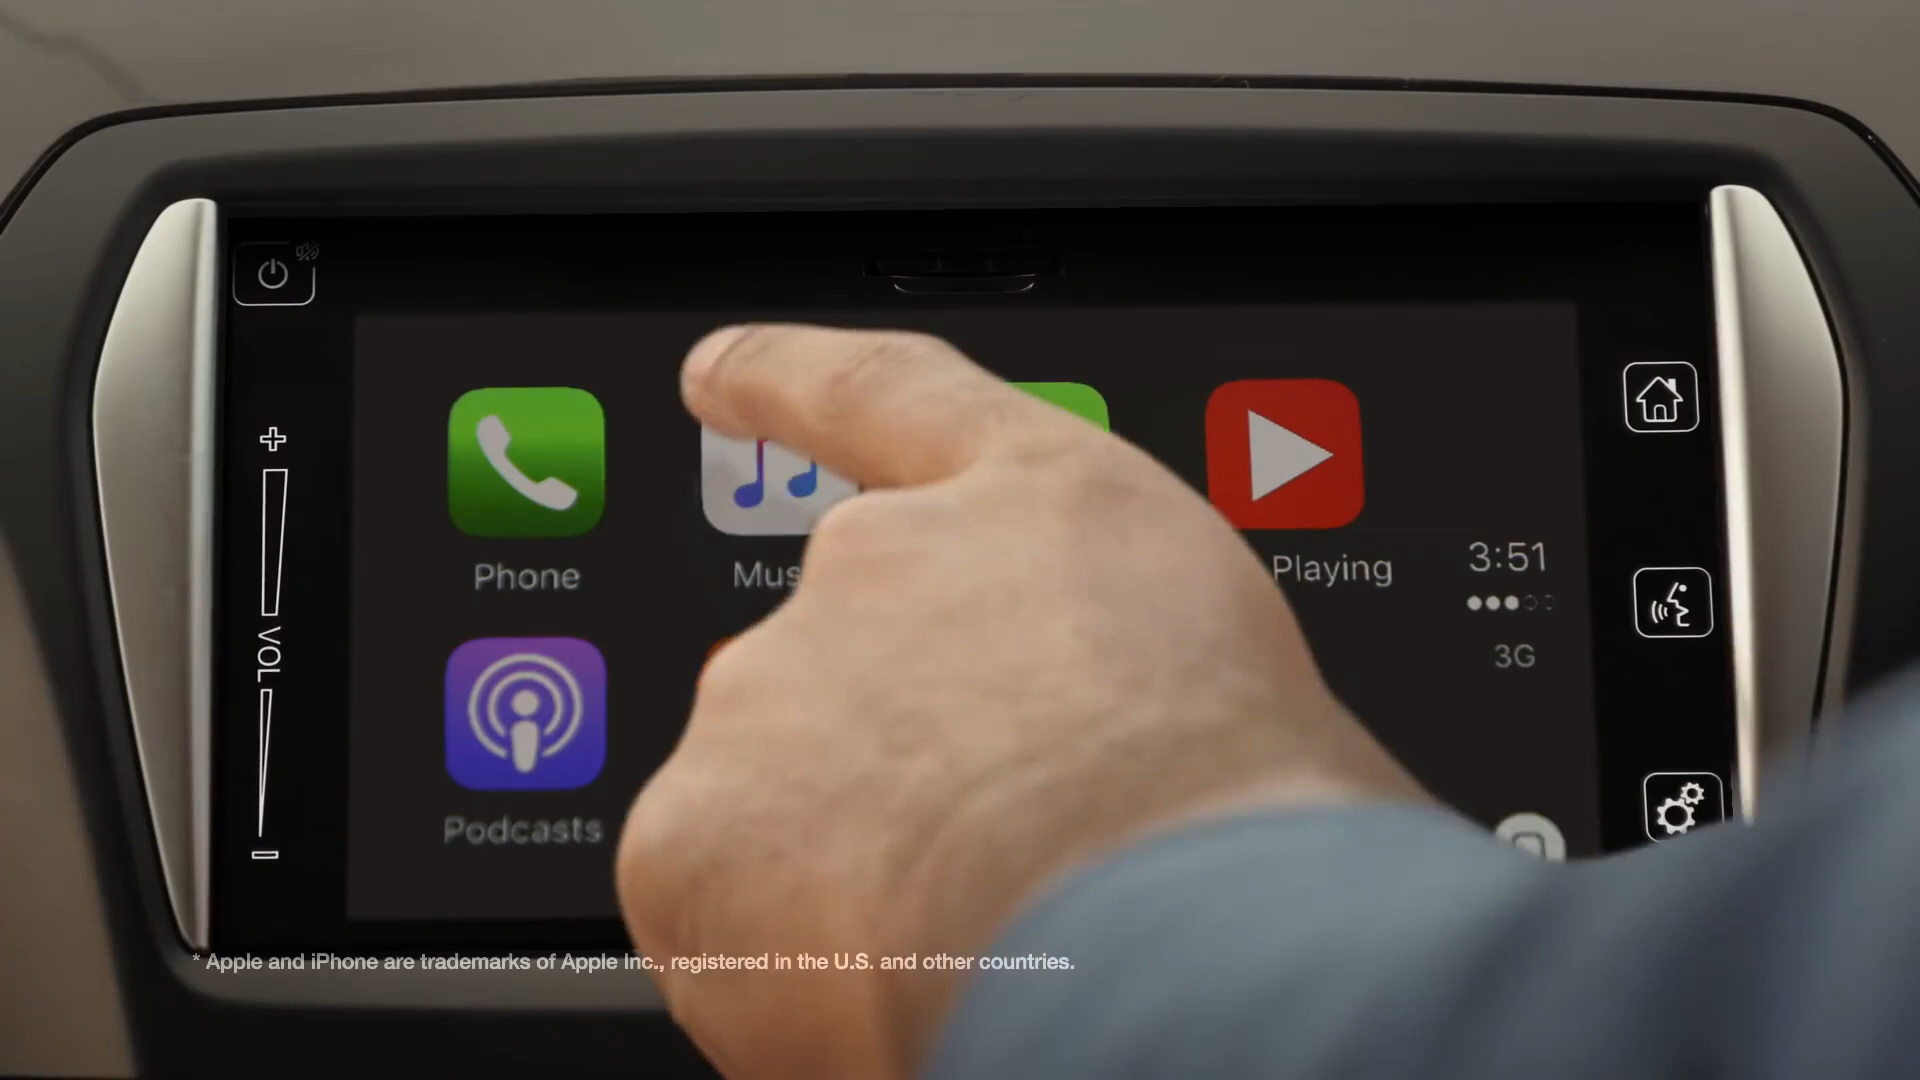 Phone
Playing
3:51
3G
VOL
Podcasts
* Apple and iPhone are trademarks of Apple Inc., registered in the U.S. and other countries.